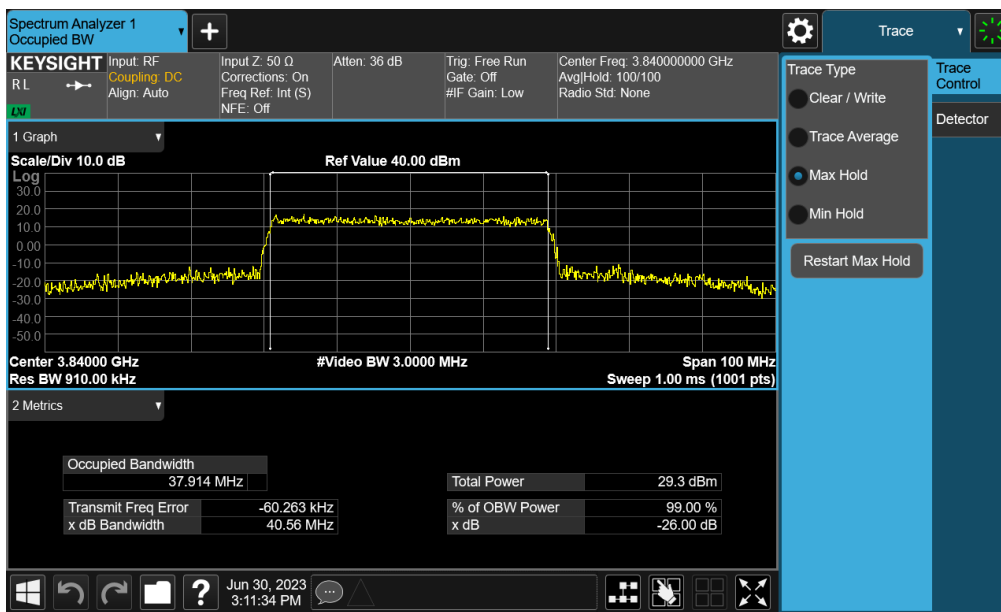 Spectrum Analyzer 1
Occupied BW
+
Trace
KEYSIGHT
RL
LXI
Input: RF
Coupling: DC
Align: Auto
Input Z: 50 Ω
Corrections: On
Freq Ref: Int (S)
NFE: Off
Atten: 36 dB
Trig: Free Run
Gate: Off
#IF Gain: Low
Center Freq: 3.840000000 GHz
Avg|Hold: 100/100
Radio Std: None
Trace Type
Clear / Write
Trace Average
Max Hold
Min Hold
Restart Max Hold
Trace
Control
Detector
1 Graph
Scale/Div 10.0 dB
Ref Value 40.00 dBm
Log
30.0
20.0
10.0
0.00
-10.0
-20.0
-30.0
-40.0
-50.0
Center 3.84000 GHz
#Video BW 3.0000 MHz
Span 100 MHz
Res BW 910.00 kHz
Sweep 1.00 ms (1001 pts)
2 Metrics
Occupied Bandwidth
37.914 MHz
Total Power 29.3 dBm
Transmit Freq Error -60.263 kHz
% of OBW Power 99.00 %
x dB Bandwidth 40.56 MHz
x dB -26.00 dB
?
Jun 30, 2023
3:11:34 PM